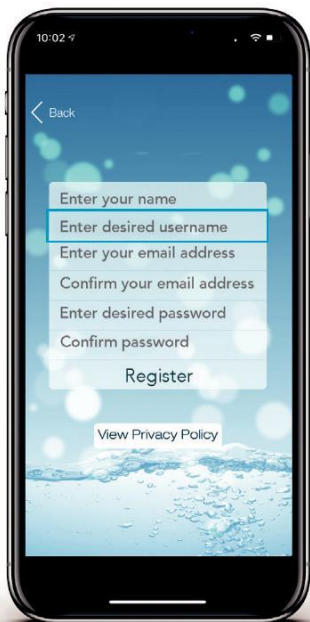 10:02
Back
Enter your name
Enter desired username
Enter your email address
Confirm your email address
Enter desired password
Confirm password
Register
View Privacy Policy